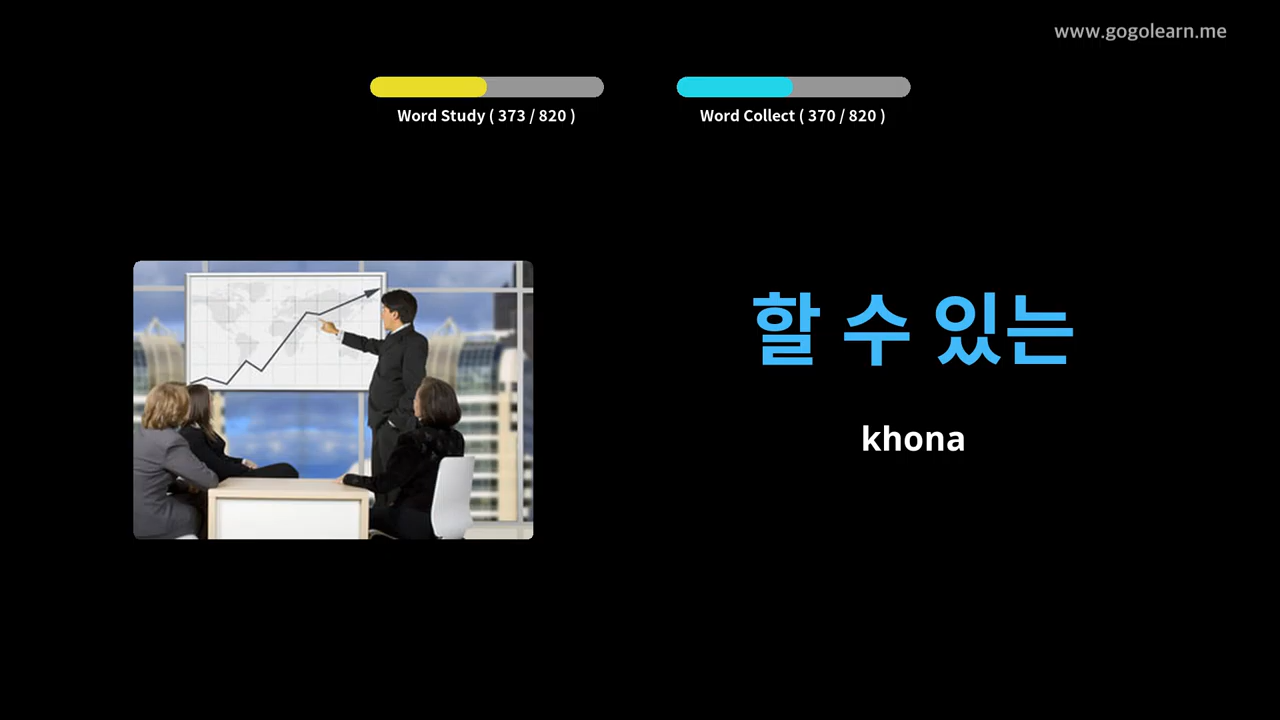 www.gogolearn.me
Word Study ( 373 / 820 )
Word Collect ( 370 / 820 )
할 수 있는
khona